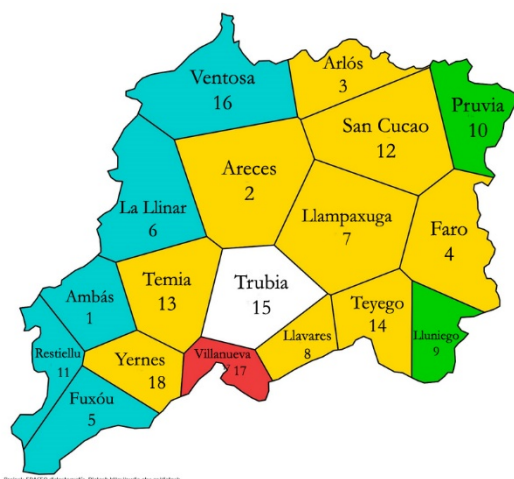 Arlós
3
Ventosa
16
Pruvia
10
San Cucao
12
Areces
2
La Llinar
6
Llampaxuga
7
Faro
4
Temia
13
Trubia
15
Ambás
1
Teyego
14
Llavares
8
Lluniego
9
Restiellu
11
Yernes
18
Villanueva
17
Fuxóu
5